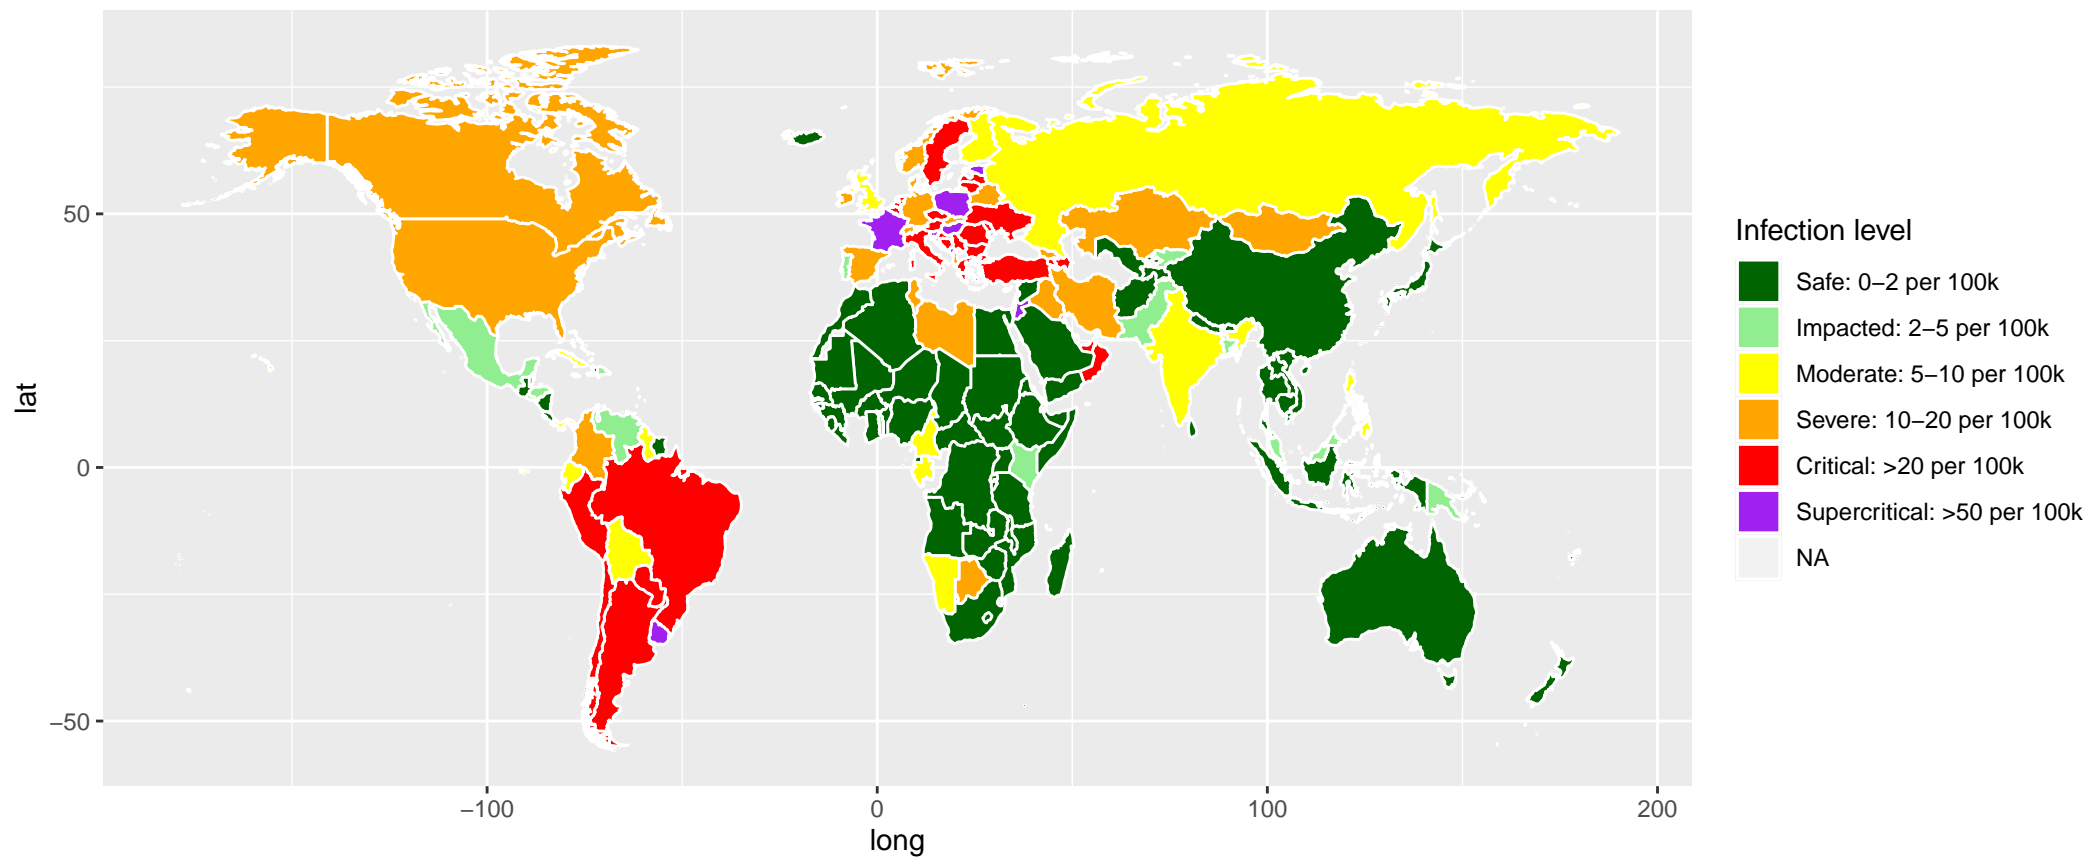 Infection level
Safe: 0−2 per 100k
Impacted: 2−5 per 100k
Moderate: 5−10 per 100k
Severe: 10−20 per 100k
Critical: >20 per 100k
Supercritical: >50 per 100k
NA
lat
50
0
−50
−100
0
100
200
long